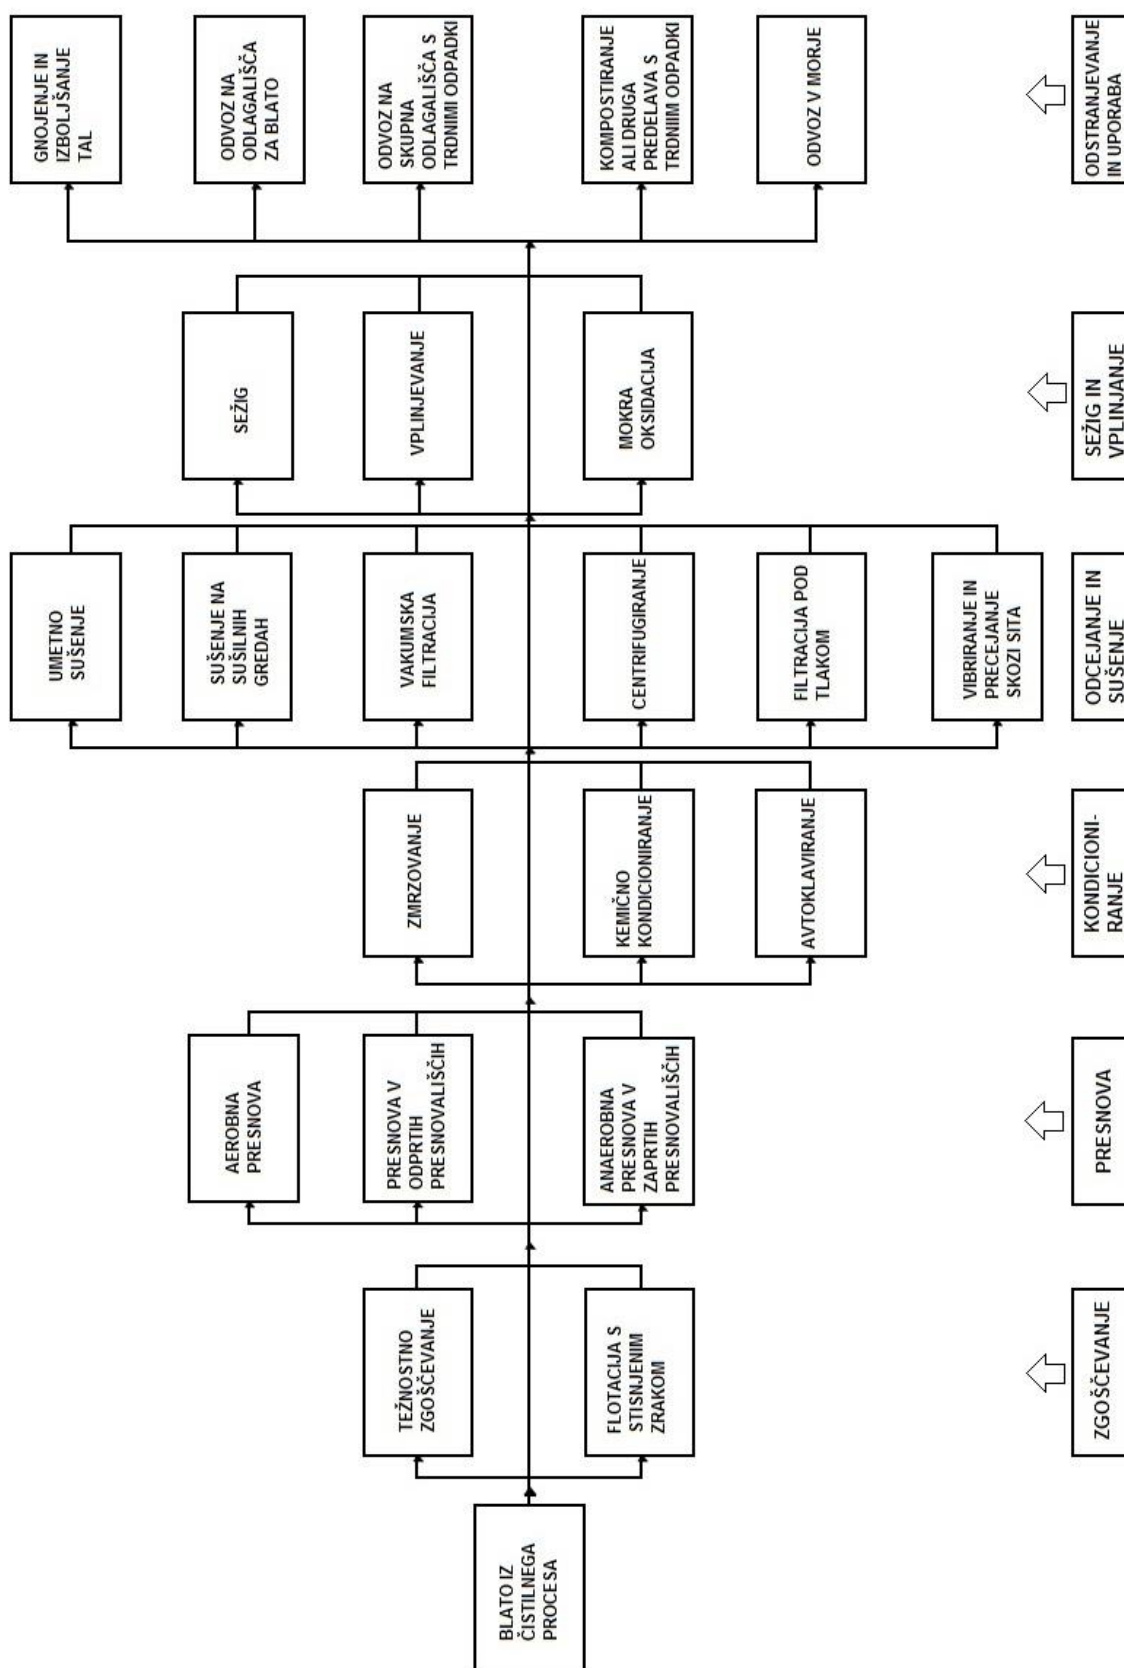 BLATO IZ
ČISTILNEGA
PROCESA
TEŽNOSTNO
ZGOŠČEVANJE
FLOTACIJA S
STISNJENIM
ZRAKOM
AEROBNA
PRESNOVA
PRESNOVA V
ODPRTIH
PRESNOVALIŠČIH
ANAEROBNA
PRESNOVA V
ZAPRTIH
PRESNOVALIŠČIH
ZMRZOVANJE
KEMIČNO
KONDICIONIRANJE
AVTOKLAVIRANJE
UMETNO
SUŠENJE
SUŠENJE NA
SUŠILNIH
GREDAH
VAKUMSKA
FILTRACIJA
CENTRIFUGIRANJE
FILTRACIJA POD
TLAKOM
VIBRIRANJE IN
PRECEJANJE
SKOZI SITA
SEŽIG
VPLINJEVANJE
MOKRA
OKSIDACIJA
GNOJENJE IN
IZBOLJŠANJE
TAL
ODVOZ NA
ODLAGALIŠČA
ZA BLATO
ODVOZ NA
SKUPNA
ODLAGALIŠČA S
TRDNIMI ODPADKI
KOMPOSTIRANJE
ALI DRUGA
PREDELAVA S
TRDNIIM ODPADKI
ODVOZ V MORJE
ZGOŠČEVANJE
PRESNOVA
KONDICIONI-
RANJE
ODCEJANJE IN
SUŠENJE
SEŽIG IN
VPLINJANJE
ODSTRANJEVANJE
IN UPORABA